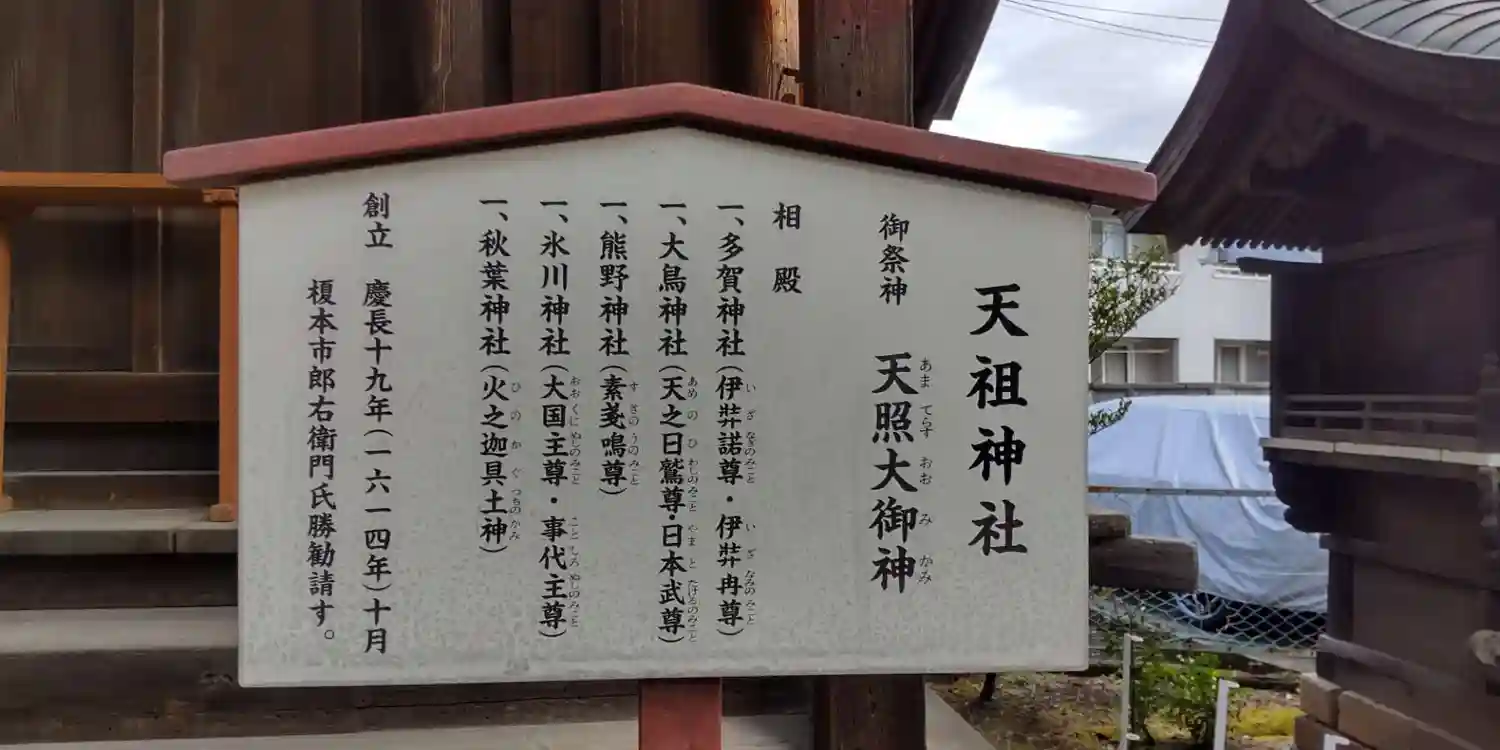 天祖神社
御祭神 天照大御神
あまてらすおおみかみ
相殿
一、多賀神社(伊弉諾尊・伊弉冉尊)
いざなぎのみこと いざなみのみこと
一、大鳥神社(天之日鷲尊・日本武尊)
あめのひわしのみこと やまとたけるのみこと
一、熊野神社(素戔嗚尊)
すさのうのみこと
一、氷川神社(大国主尊・事代主尊)
おおくにぬしのみこと ことしろぬしのみこと
一、秋葉神社(火之迦具土神)
ひのかぐつちのかみ
創立 慶長十九年(一六一四年)十月
榎本市郎右衛門氏勝勧請す。